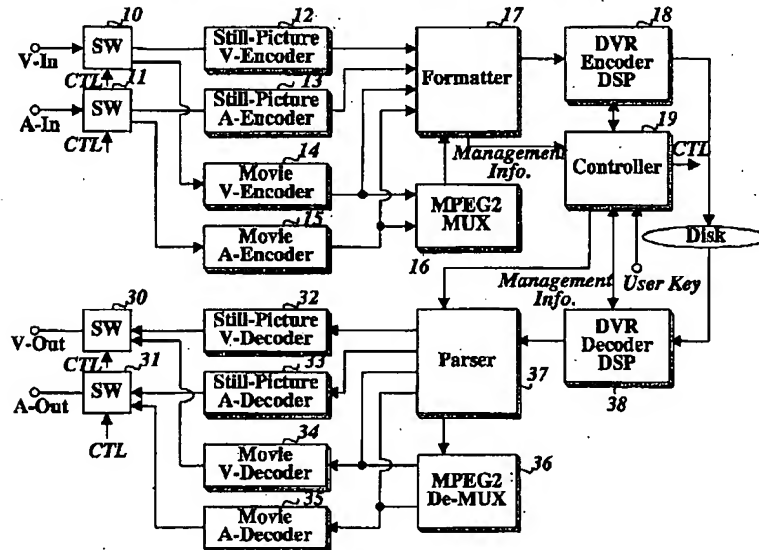 10
12
17
18
V-In
SW
Still-Picture
V-Encoder
Formatter
DVR
Encoder
DSP
CTL
11
13
A-In
SW
Still-Picture
A-Encoder
CTL
19
Management
Info.
Controller
CTL
14
Movie
V-Encoder
15
Movie
A-Encoder
MPEG2
MUX
16
Disk
Management
Info.
User Key
30
32
V-Out
SW
Still-Picture
V-Decoder
Parser
37
DVR
Decoder
DSP
38
CTL
31
33
A-Out
SW
Still-Picture
A-Decoder
CTL
34
Movie
V-Decoder
36
MPEG2
De-MUX
35
Movie
A-Decoder